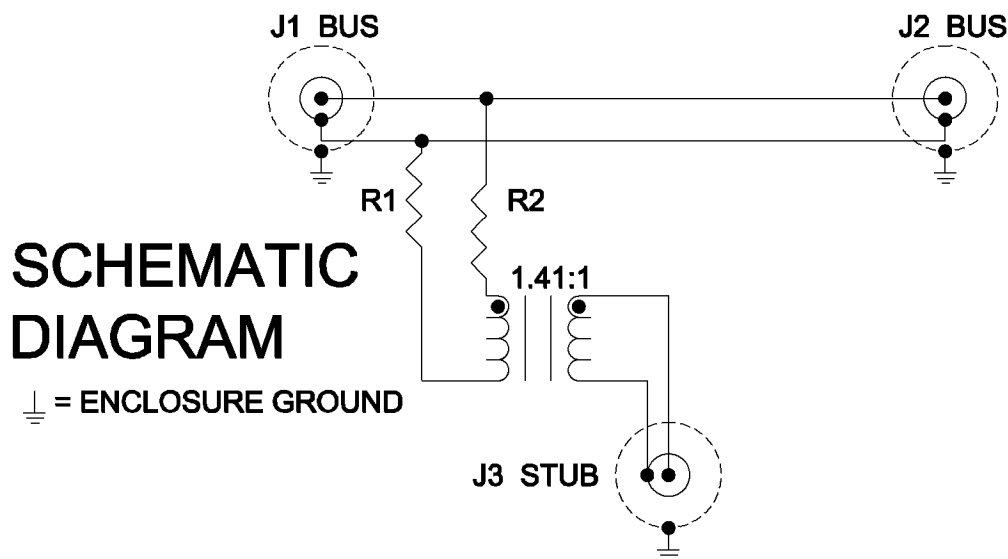 J1 BUS
J2 BUS
R1
R2
SCHEMATIC
DIAGRAM
1.41:1
= ENCLOSURE GROUND
J3 STUB